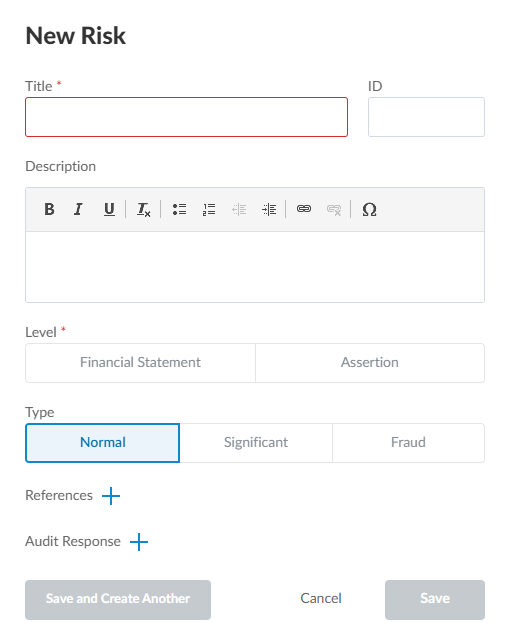 New Risk
Title * ID
Description
B I U Tx Ω
Level *
Financial Statement Assertion
Type
Normal Significant Fraud
References +
Audit Response +
Save and Create Another Cancel Save